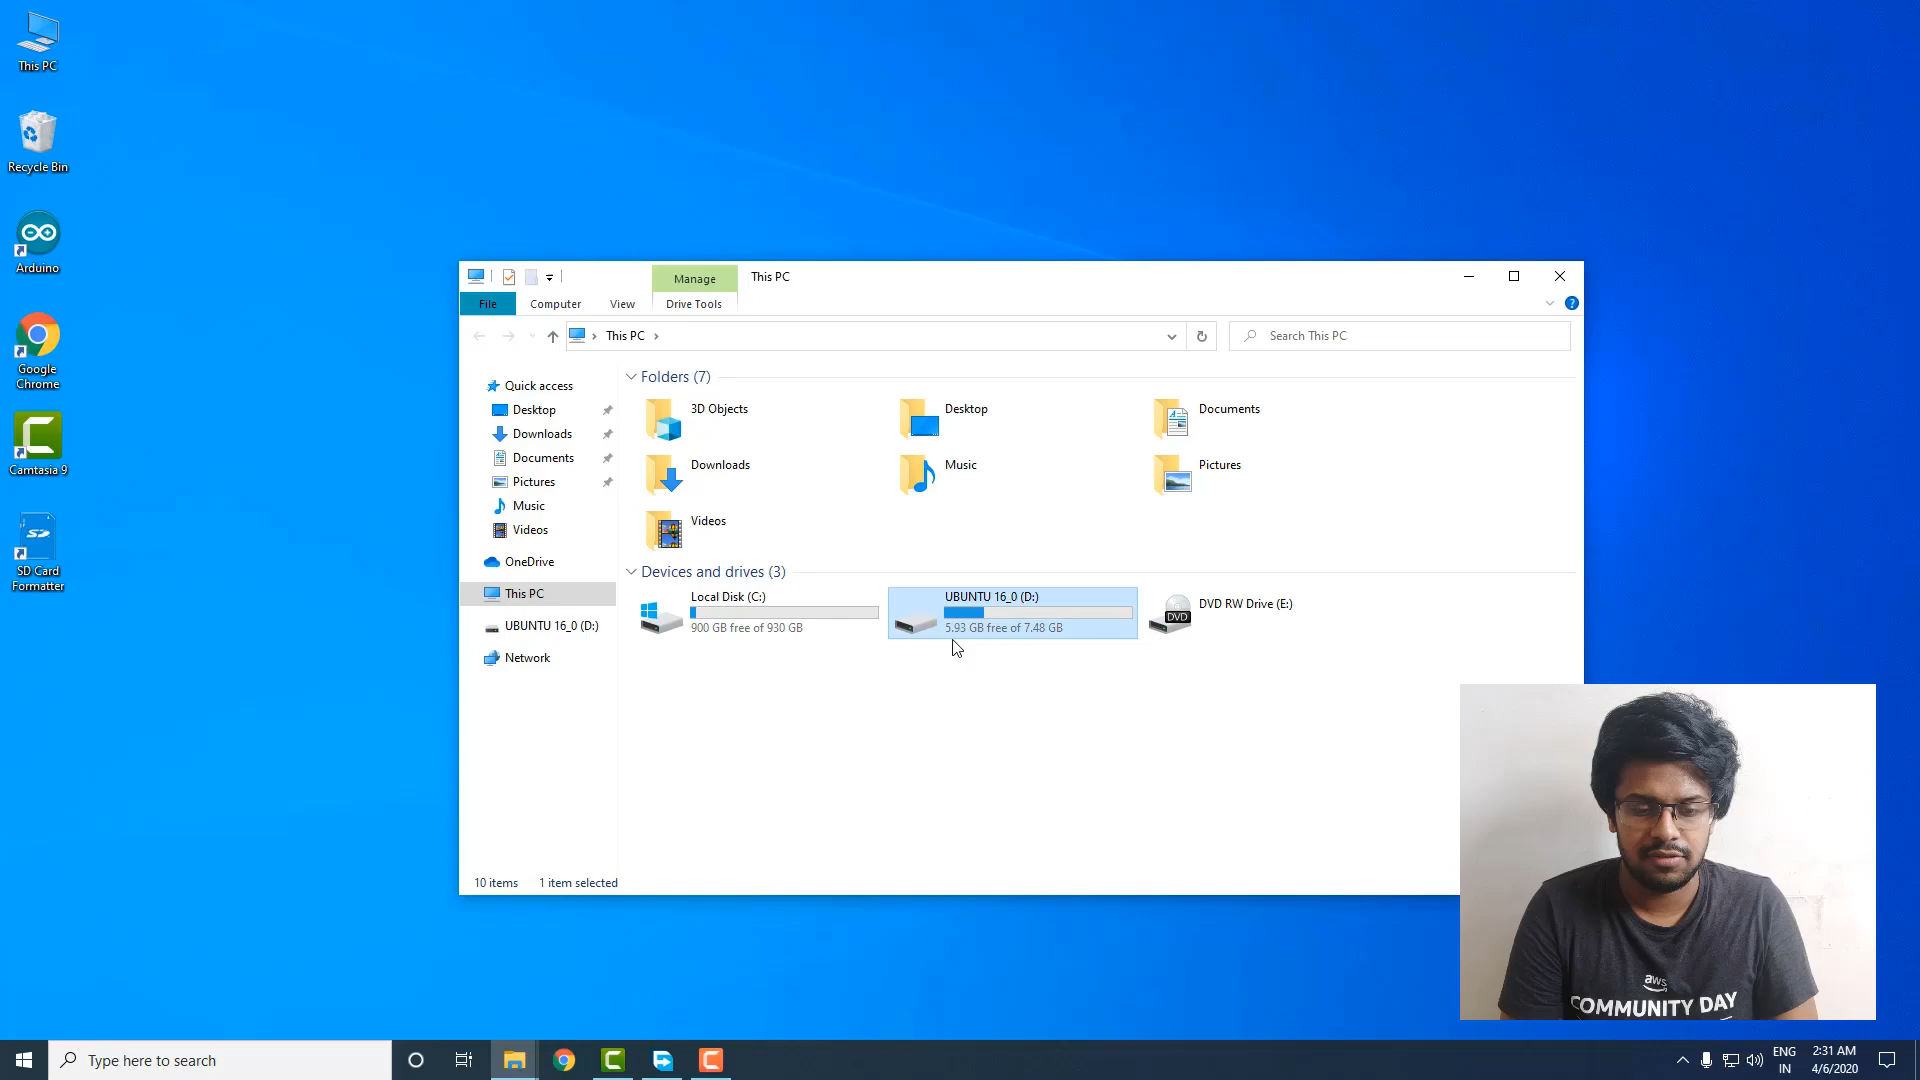 This PC
Recycle Bin
Arduino
Google
Chrome
Camtasia 9
SD
SD Card
Formatter
Manage
This PC
File
Computer
View
Drive Tools
?
This PC
Search This PC
Quick access
Desktop
Downloads
Documents
Pictures
Music
Videos
OneDrive
This PC
UBUNTU 16_0 (D:)
Network
Folders (7)
3D Objects
Desktop
Documents
Downloads
Music
Pictures
Videos
Devices and drives (3)
Local Disk (C:)
900 GB free of 930 GB
UBUNTU 16_0 (D:)
5.93 GB free of 7.48 GB
DVD
DVD RW Drive (E:)
10 items
1 item selected
aws
COMMUNITY DAY
Type here to search
ENG
IN
2:31 AM
4/6/2020